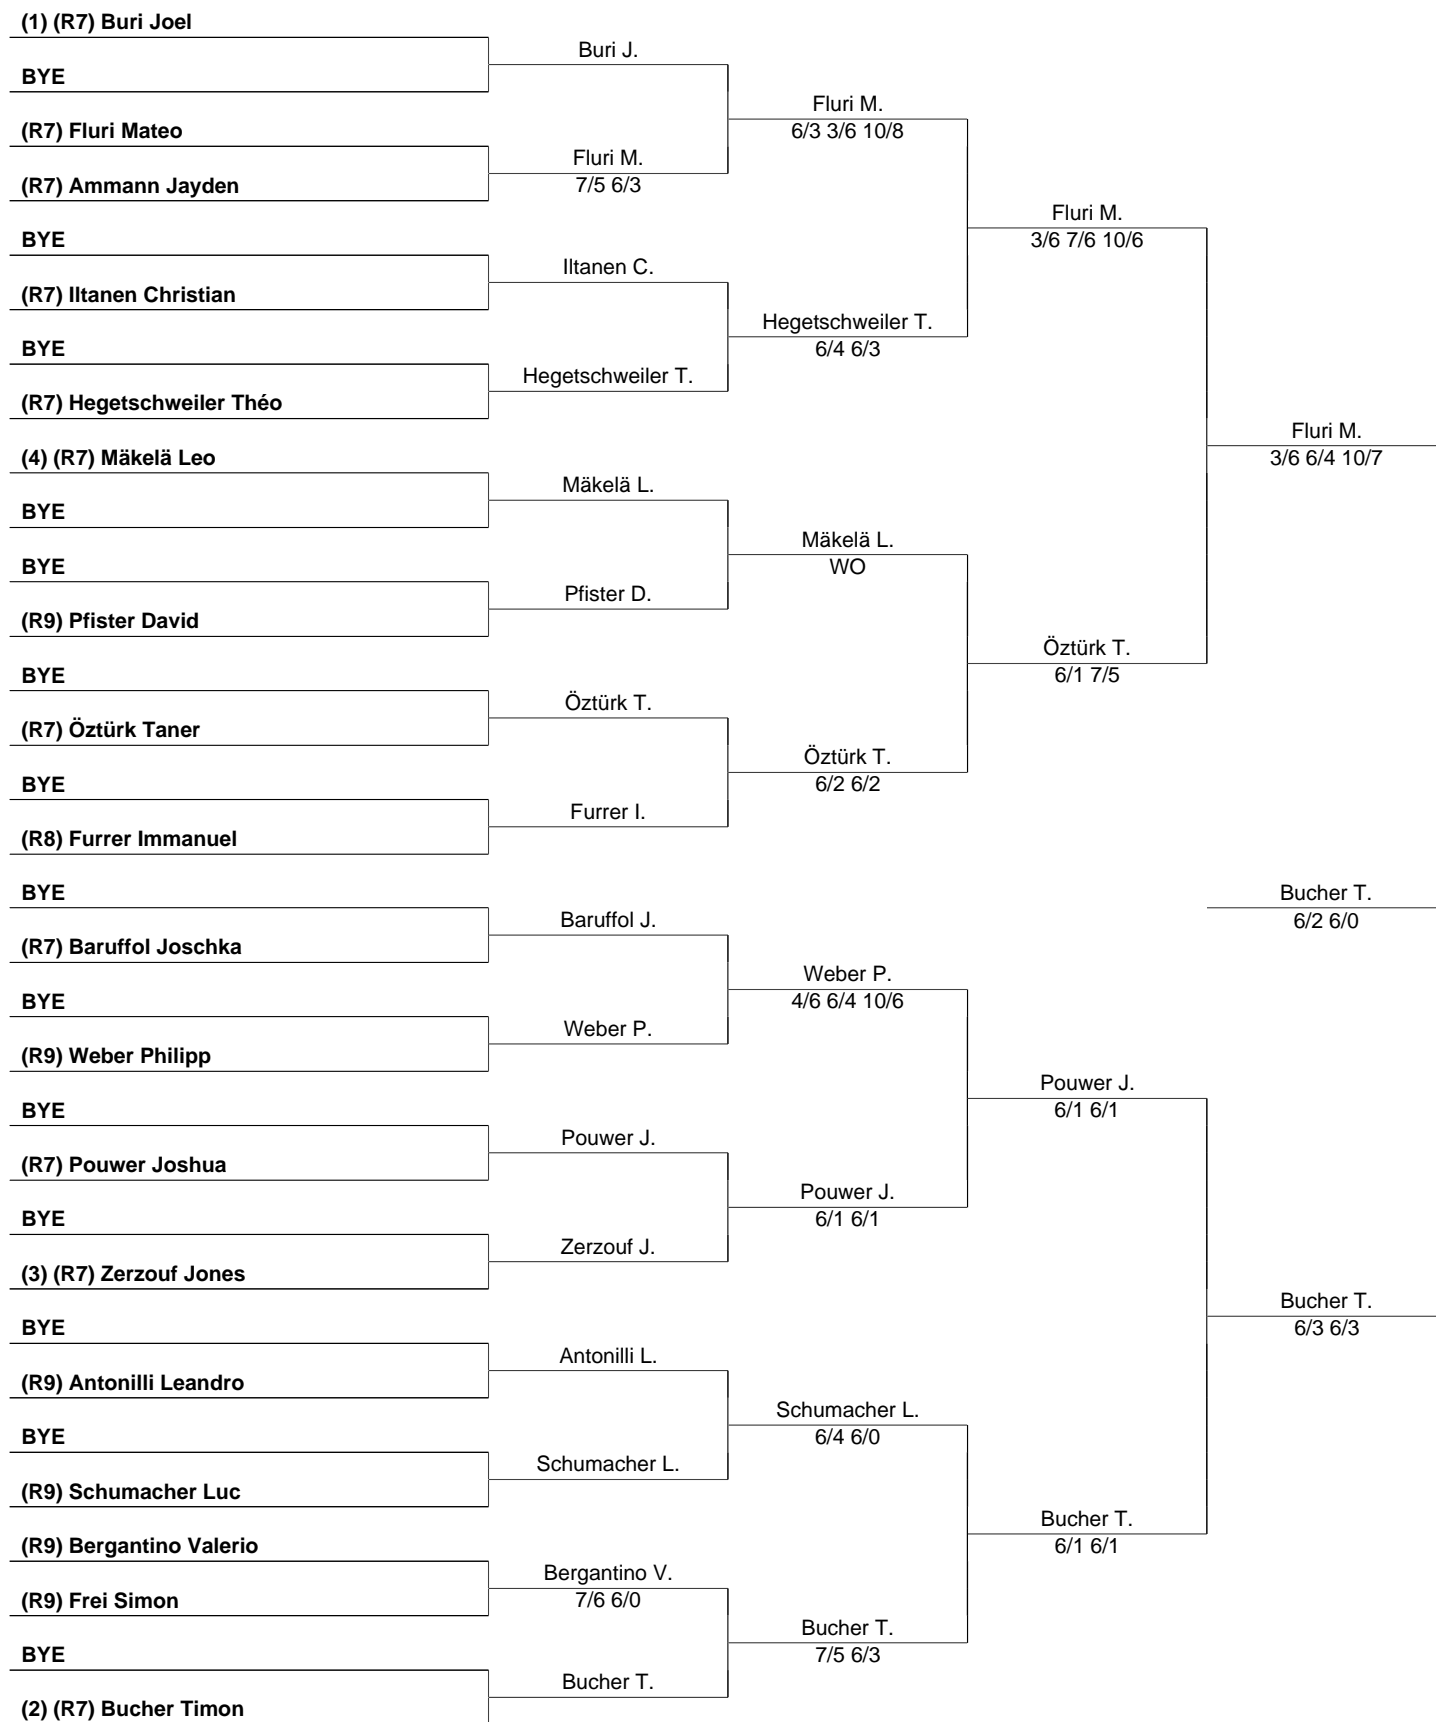 (1) (R7) Buri Joel
BYE
(R7) Fluri Mateo
(R7) Ammann Jayden
BYE
(R7) Iltanen Christian
BYE
(R7) Hegetschweiler Théo
(4) (R7) Mäkelä Leo
BYE
BYE
(R9) Pfister David
BYE
(R7) Öztürk Taner
BYE
(R8) Furrer Immanuel
BYE
(R7) Baruffol Joschka
BYE
(R9) Weber Philipp
BYE
(R7) Pouwer Joshua
BYE
(3) (R7) Zerzouf Jones
BYE
(R9) Antonilli Leandro
BYE
(R9) Schumacher Luc
(R9) Bergantino Valerio
(R9) Frei Simon
BYE
(2) (R7) Bucher Timon
Buri J.
Fluri M.
7/5 6/3
Iltanen C.
Hegetschweiler T.
Mäkelä L.
Pfister D.
Öztürk T.
Furrer I.
Baruffol J.
Weber P.
Pouwer J.
Zerzouf J.
Antonilli L.
Schumacher L.
Bergantino V.
7/6 6/0
Bucher T.
Fluri M.
6/3 3/6 10/8
Hegetschweiler T.
6/4 6/3
Mäkelä L.
WO
Öztürk T.
6/2 6/2
Weber P.
4/6 6/4 10/6
Pouwer J.
6/1 6/1
Schumacher L.
6/4 6/0
Bucher T.
7/5 6/3
Fluri M.
3/6 7/6 10/6
Öztürk T.
6/1 7/5
Pouwer J.
6/1 6/1
Bucher T.
6/1 6/1
Fluri M.
3/6 6/4 10/7
Bucher T.
6/2 6/0
Bucher T.
6/3 6/3